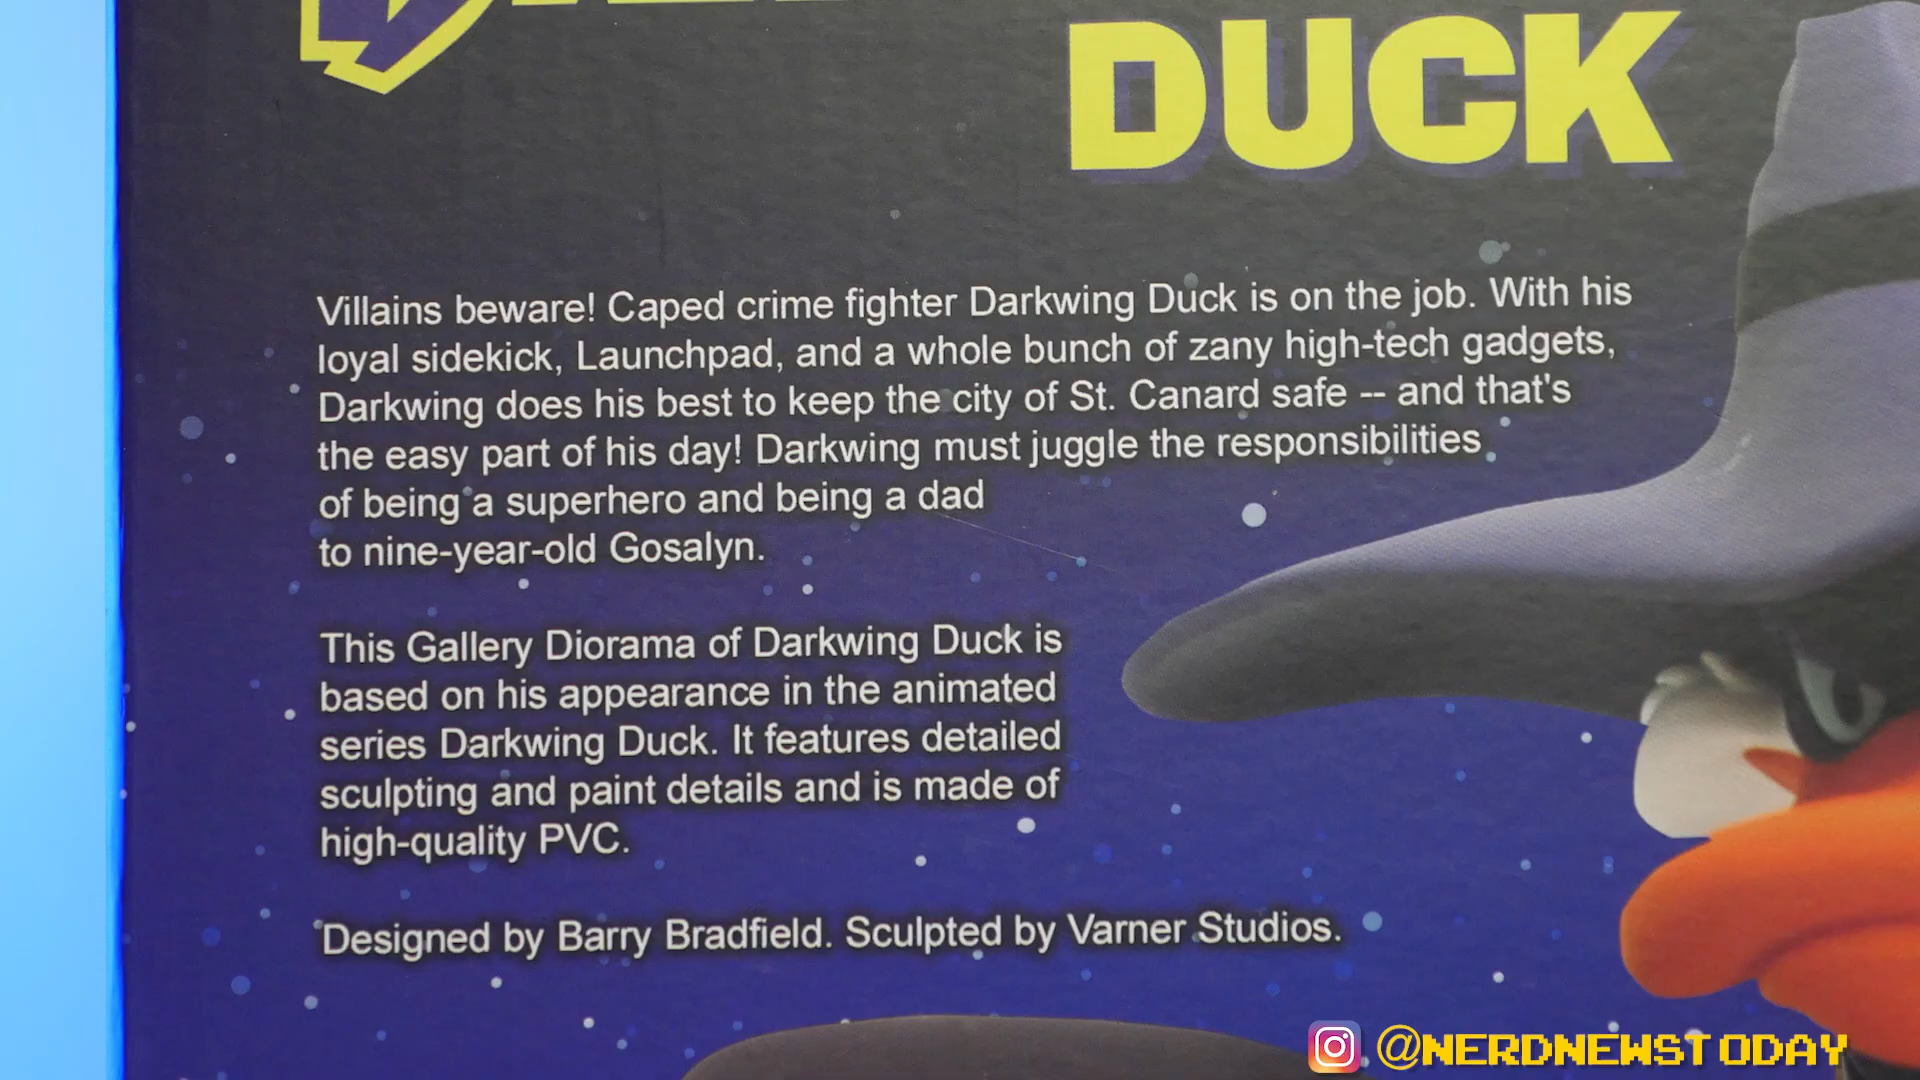 DUCK
Villains beware! Caped crime fighter Darkwing Duck is on the job. With his
loyal sidekick, Launchpad, and a whole bunch of zany high-tech gadgets,
Darkwing does his best to keep the city of St. Canard safe -- and that's
the easy part of his day! Darkwing must juggle the responsibilities
of being a superhero and being a dad
to nine-year-old Gosalyn.
This Gallery Diorama of Darkwing Duck is
based on his appearance in the animated
series Darkwing Duck. It features detailed
sculpting and paint details and is made of
high-quality PVC.
Designed by Barry Bradfield. Sculpted by Varner Studios.
@NERDNEWSTODAY